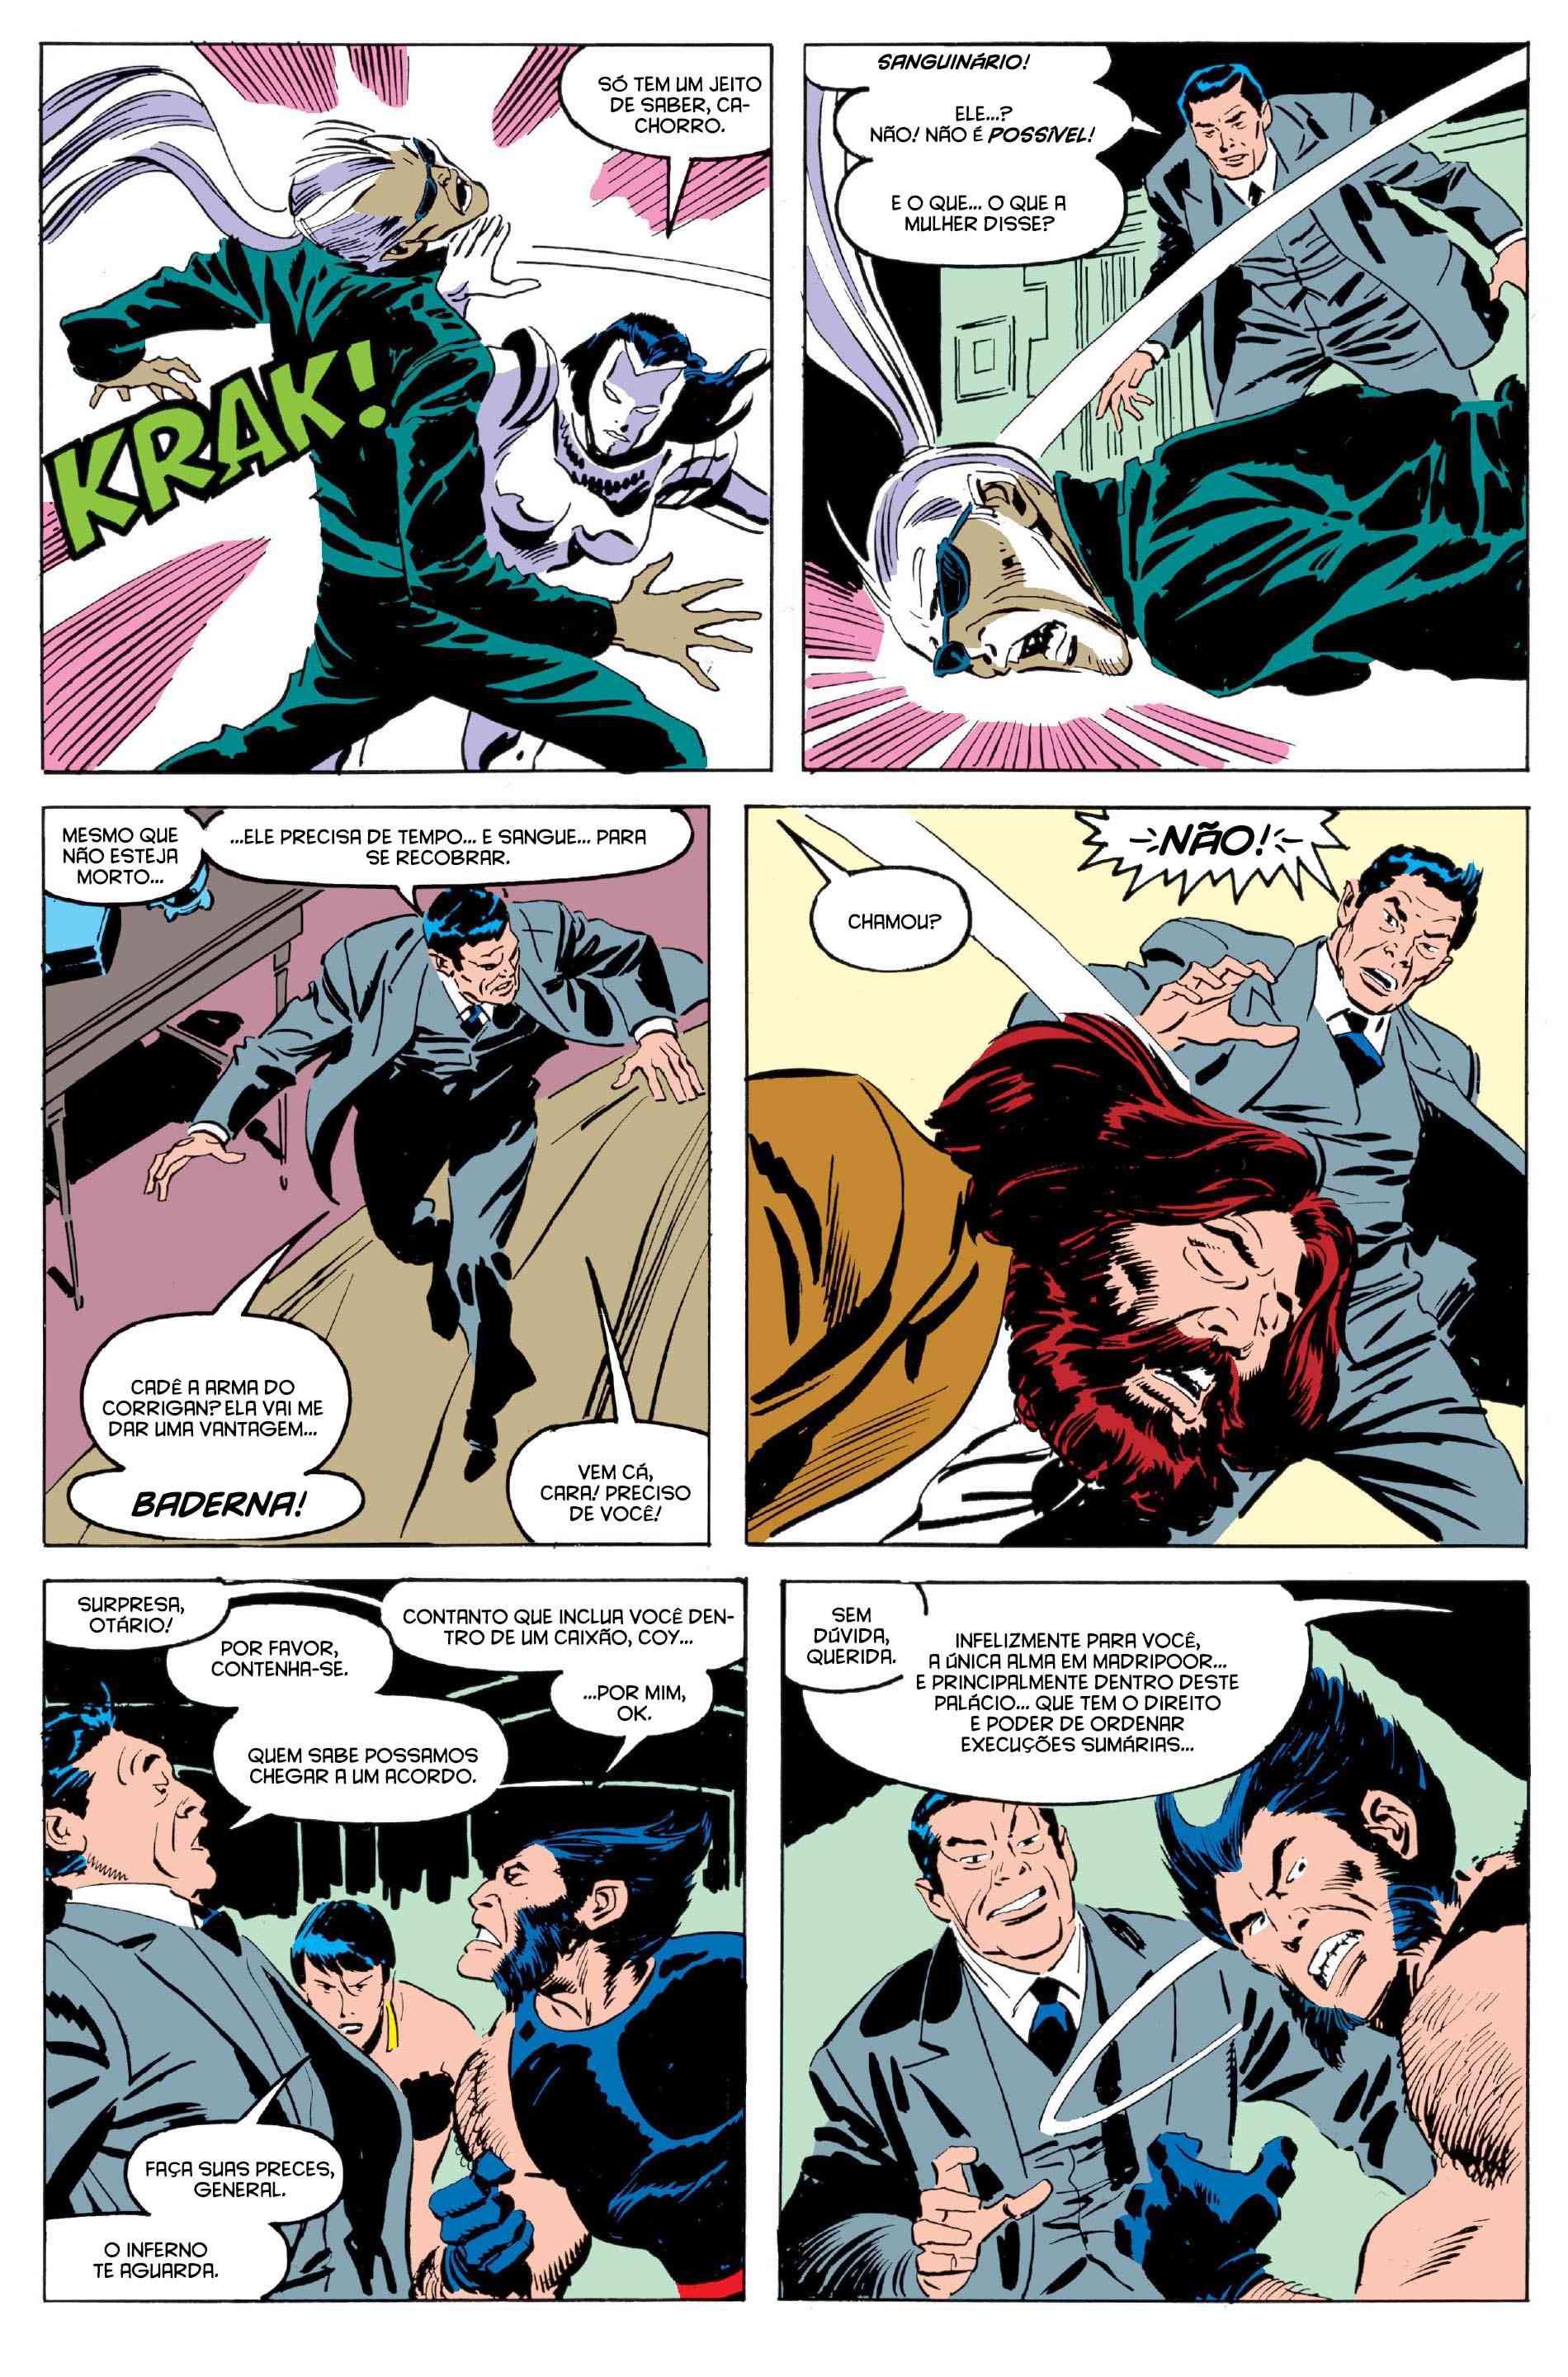 SÓ TEM UM JEITO
DE SABER, CA-
CHORRO.
KRAK!
SANGUINÁRIO!
ELE...?
NÃO! NÃO É POSSÍVEL!
E O QUE... O QUE A
MULHER DISSE?
MESMO QUE
NÃO ESTEJA
MORTO...
...ELE PRECISA DE TEMPO... E SANGUE... PARA
SE RECOBRAR.
CADÊ A ARMA DO
CORRIGAN? ELA VAI ME
DAR UMA VANTAGEM...
BADERNA!
VEM CÁ,
CARA! PRECISO
DE VOCÊ!
CHAMOU?
NÃO!
SURPRESA,
OTÁRIO!
POR FAVOR,
CONTENHA-SE.
QUEM SABE POSSAMOS
CHEGAR A UM ACORDO.
CONTANTO QUE INCLUA VOCÊ DEN-
TRO DE UM CAIXÃO, COY...
...POR MIM,
OK.
FAÇA SUAS PRECES,
GENERAL.
O INFERNO
TE AGUARDA.
SEM
DÚVIDA,
QUERIDA.
INFELIZMENTE PARA VOCÊ,
A ÚNICA ALMA EM MADRIPOOR...
E PRINCIPALMENTE DENTRO DESTE
PALÁCIO... QUE TEM O DIREITO
E PODER DE ORDENAR
EXECUÇÕES SUMÁRIAS...